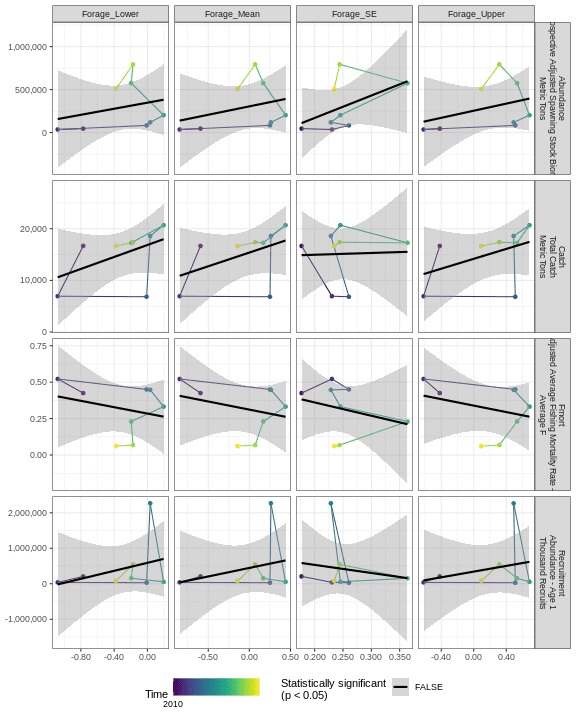 Forage_Lower
Forage_Mean
Forage_SE
Forage_Upper
1,000,000
500,000
0
Abundance
Adjusted Spawning Stock
Metric Tons
20,000
10,000
0
Catch
Total Catch
Metric Tons
0.75
0.50
0.25
0.00
Fmort
Average Fishing Mortality Rate -
Average F
2,000,000
1,000,000
0
-1,000,000
Recruitment
Abundance - Age 1
Thousand Recruits
-0.80 -0.40 0.00
-0.50 0.00 0.50
0.200 0.250 0.300 0.350
-0.40 0.00 0.40
Time
2010
Statistically significant
(p < 0.05)
FALSE